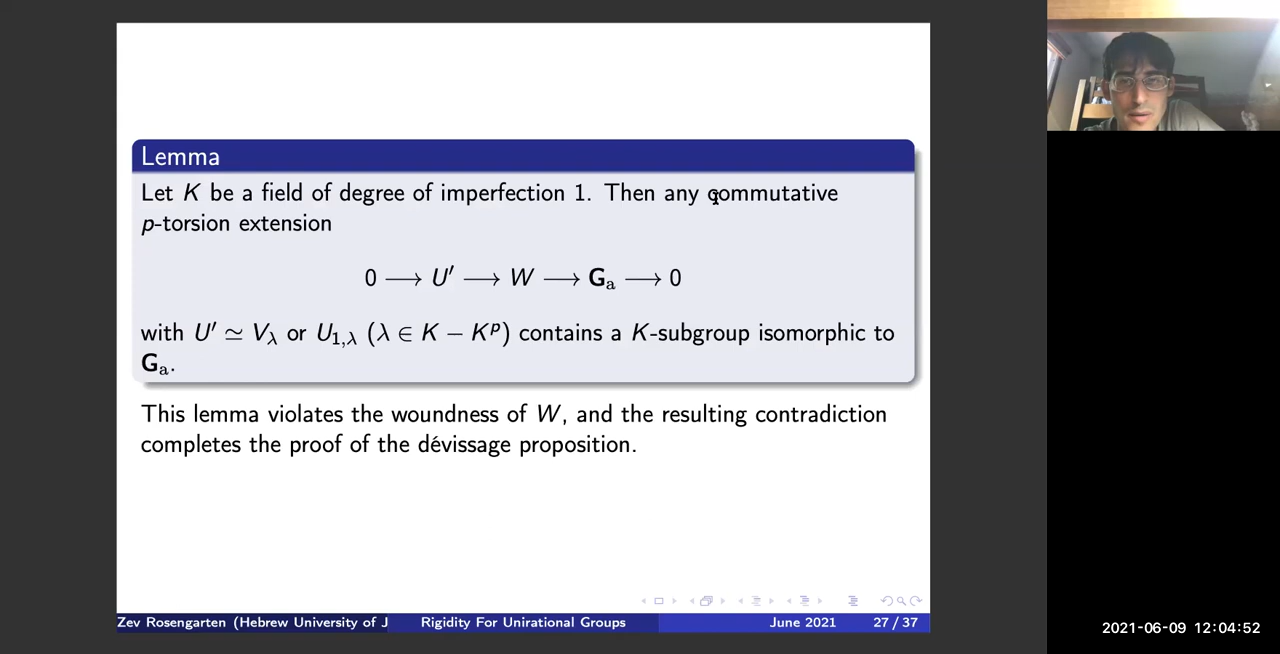 Lemma
Let K be a field of degree of imperfection 1. Then any commutative
p-torsion extension
0 ⟶ U′ ⟶ W ⟶ Gₐ ⟶ 0
with U′ ≃ V_λ or U_{1,λ} (λ ∈ K − K^p) contains a K-subgroup isomorphic to
Gₐ.
This lemma violates the woundness of W, and the resulting contradiction
completes the proof of the dévissage proposition.
Zev Rosengarten (Hebrew University of J
Rigidity For Unirational Groups
June 2021
27 / 37
2021-06-09 12:04:52